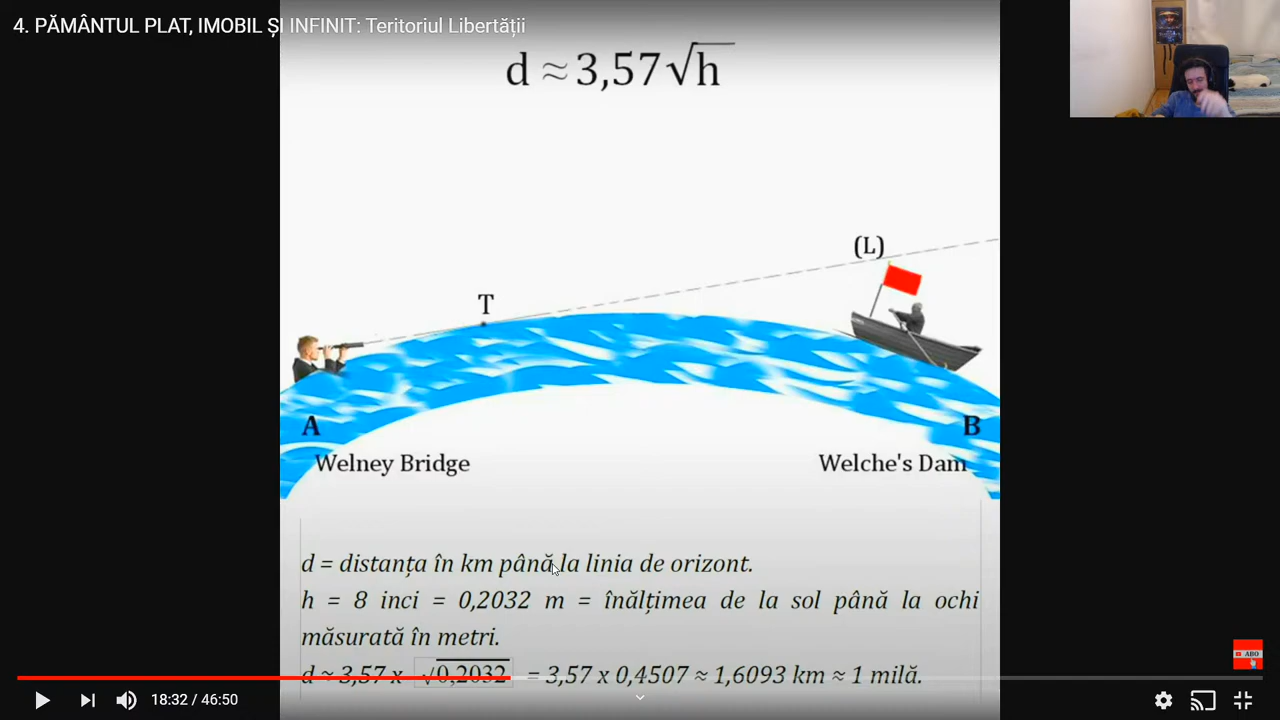 4. PĂMÂNTUL PLAT, IMOBIL ȘI INFINIT: Teritoriul Libertății
d ≈ 3,57√h
(L)
T
A
B
Welney Bridge
Welche's Dam
d = distanța în km până la linia de orizont.
h = 8 inci = 0,2032 m = înălțimea de la sol până la ochi
măsurată în metri.
d ≈ 3,57 x √0,2032 = 3,57 x 0,4507 ≈ 1,6093 km ≈ 1 milă.
ABO
18:32 / 46:50